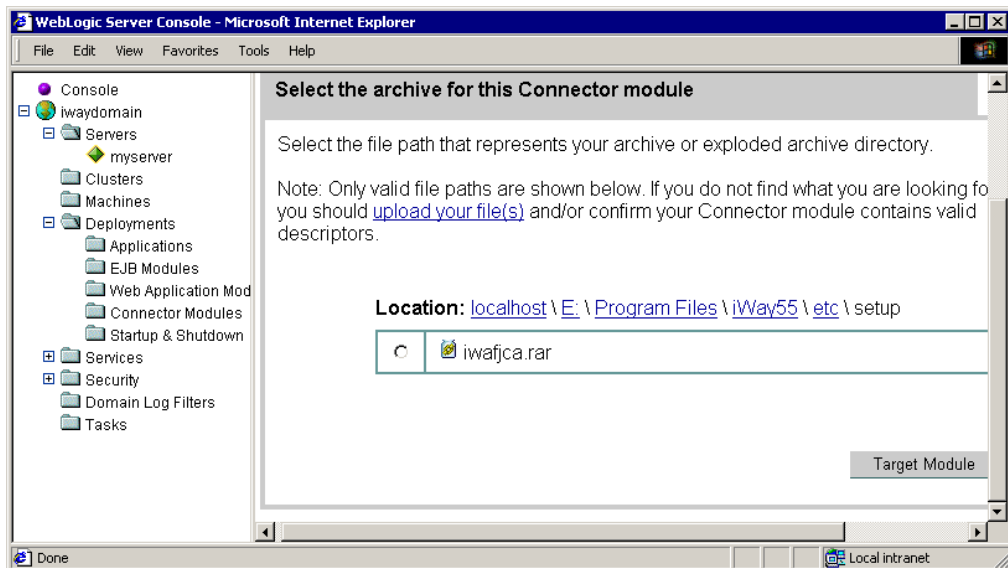 WebLogic Server Console - Microsoft Internet Explorer
File Edit View Favorites Tools Help
Console
iwaydomain
Servers
myserver
Clusters
Machines
Deployments
Applications
EJB Modules
Web Application Mod
Connector Modules
Startup & Shutdown
Services
Security
Domain Log Filters
Tasks
Select the archive for this Connector module
Select the file path that represents your archive or exploded archive directory.
Note: Only valid file paths are shown below. If you do not find what you are looking fo
you should upload your file(s) and/or confirm your Connector module contains valid
descriptors.
Location: localhost \ E: \ Program Files \ iWay55 \ etc \ setup
iwafjca.rar
Target Module
Done
Local intranet